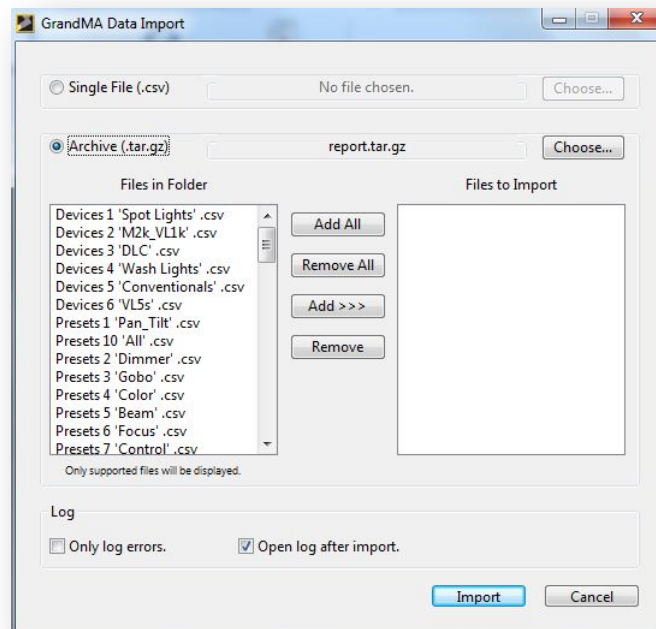 GrandMA Data Import
Single File (.csv)
No file chosen.
Choose...
Archive (.tar.gz)
report.tar.gz
Choose...
Files in Folder
Files to Import
Devices 1 'Spot Lights' .csv
Devices 2 'M2k_VL1k' .csv
Devices 3 'DLC' .csv
Devices 4 'Wash Lights' .csv
Devices 5 'Conventionals' .csv
Devices 6 'VL5s' .csv
Presets 1 'Pan_Tilt' .csv
Presets 10 'All' .csv
Presets 2 'Dimmer' .csv
Presets 3 'Gobo' .csv
Presets 4 'Color' .csv
Presets 5 'Beam' .csv
Presets 6 'Focus' .csv
Presets 7 'Control' .csv
Add All
Remove All
Add >>>
Remove
Only supported files will be displayed.
Log
Only log errors.
Open log after import.
Import
Cancel